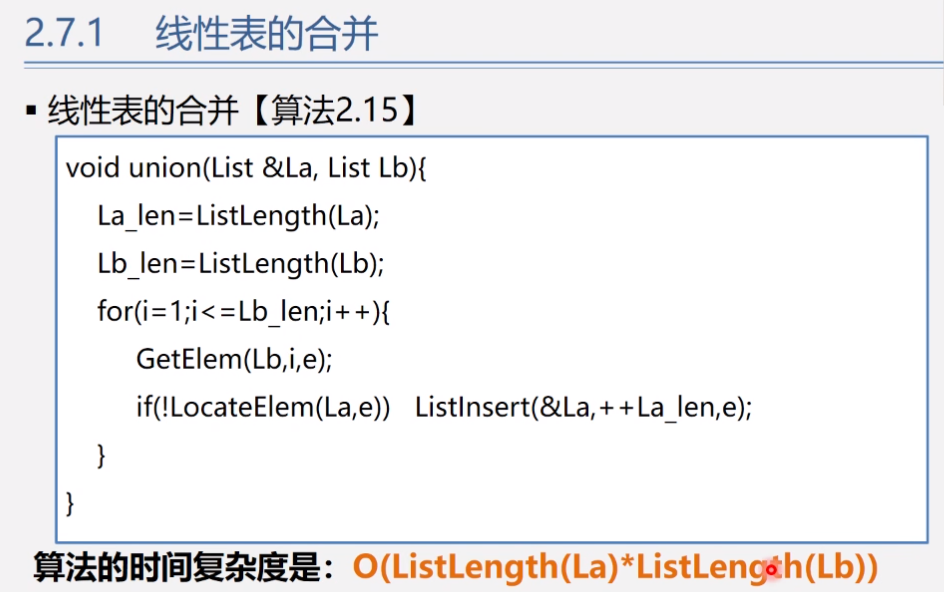 2.7.1 线性表的合并
▪ 线性表的合并【算法2.15】
void union(List &La, List Lb){
La_len=ListLength(La);
Lb_len=ListLength(Lb);
for(i=1;i<=Lb_len;i++){
GetElem(Lb,i,e);
if(!LocateElem(La,e)) ListInsert(&La,++La_len,e);
}
}
算法的时间复杂度是：O(ListLength(La)*ListLength(Lb))